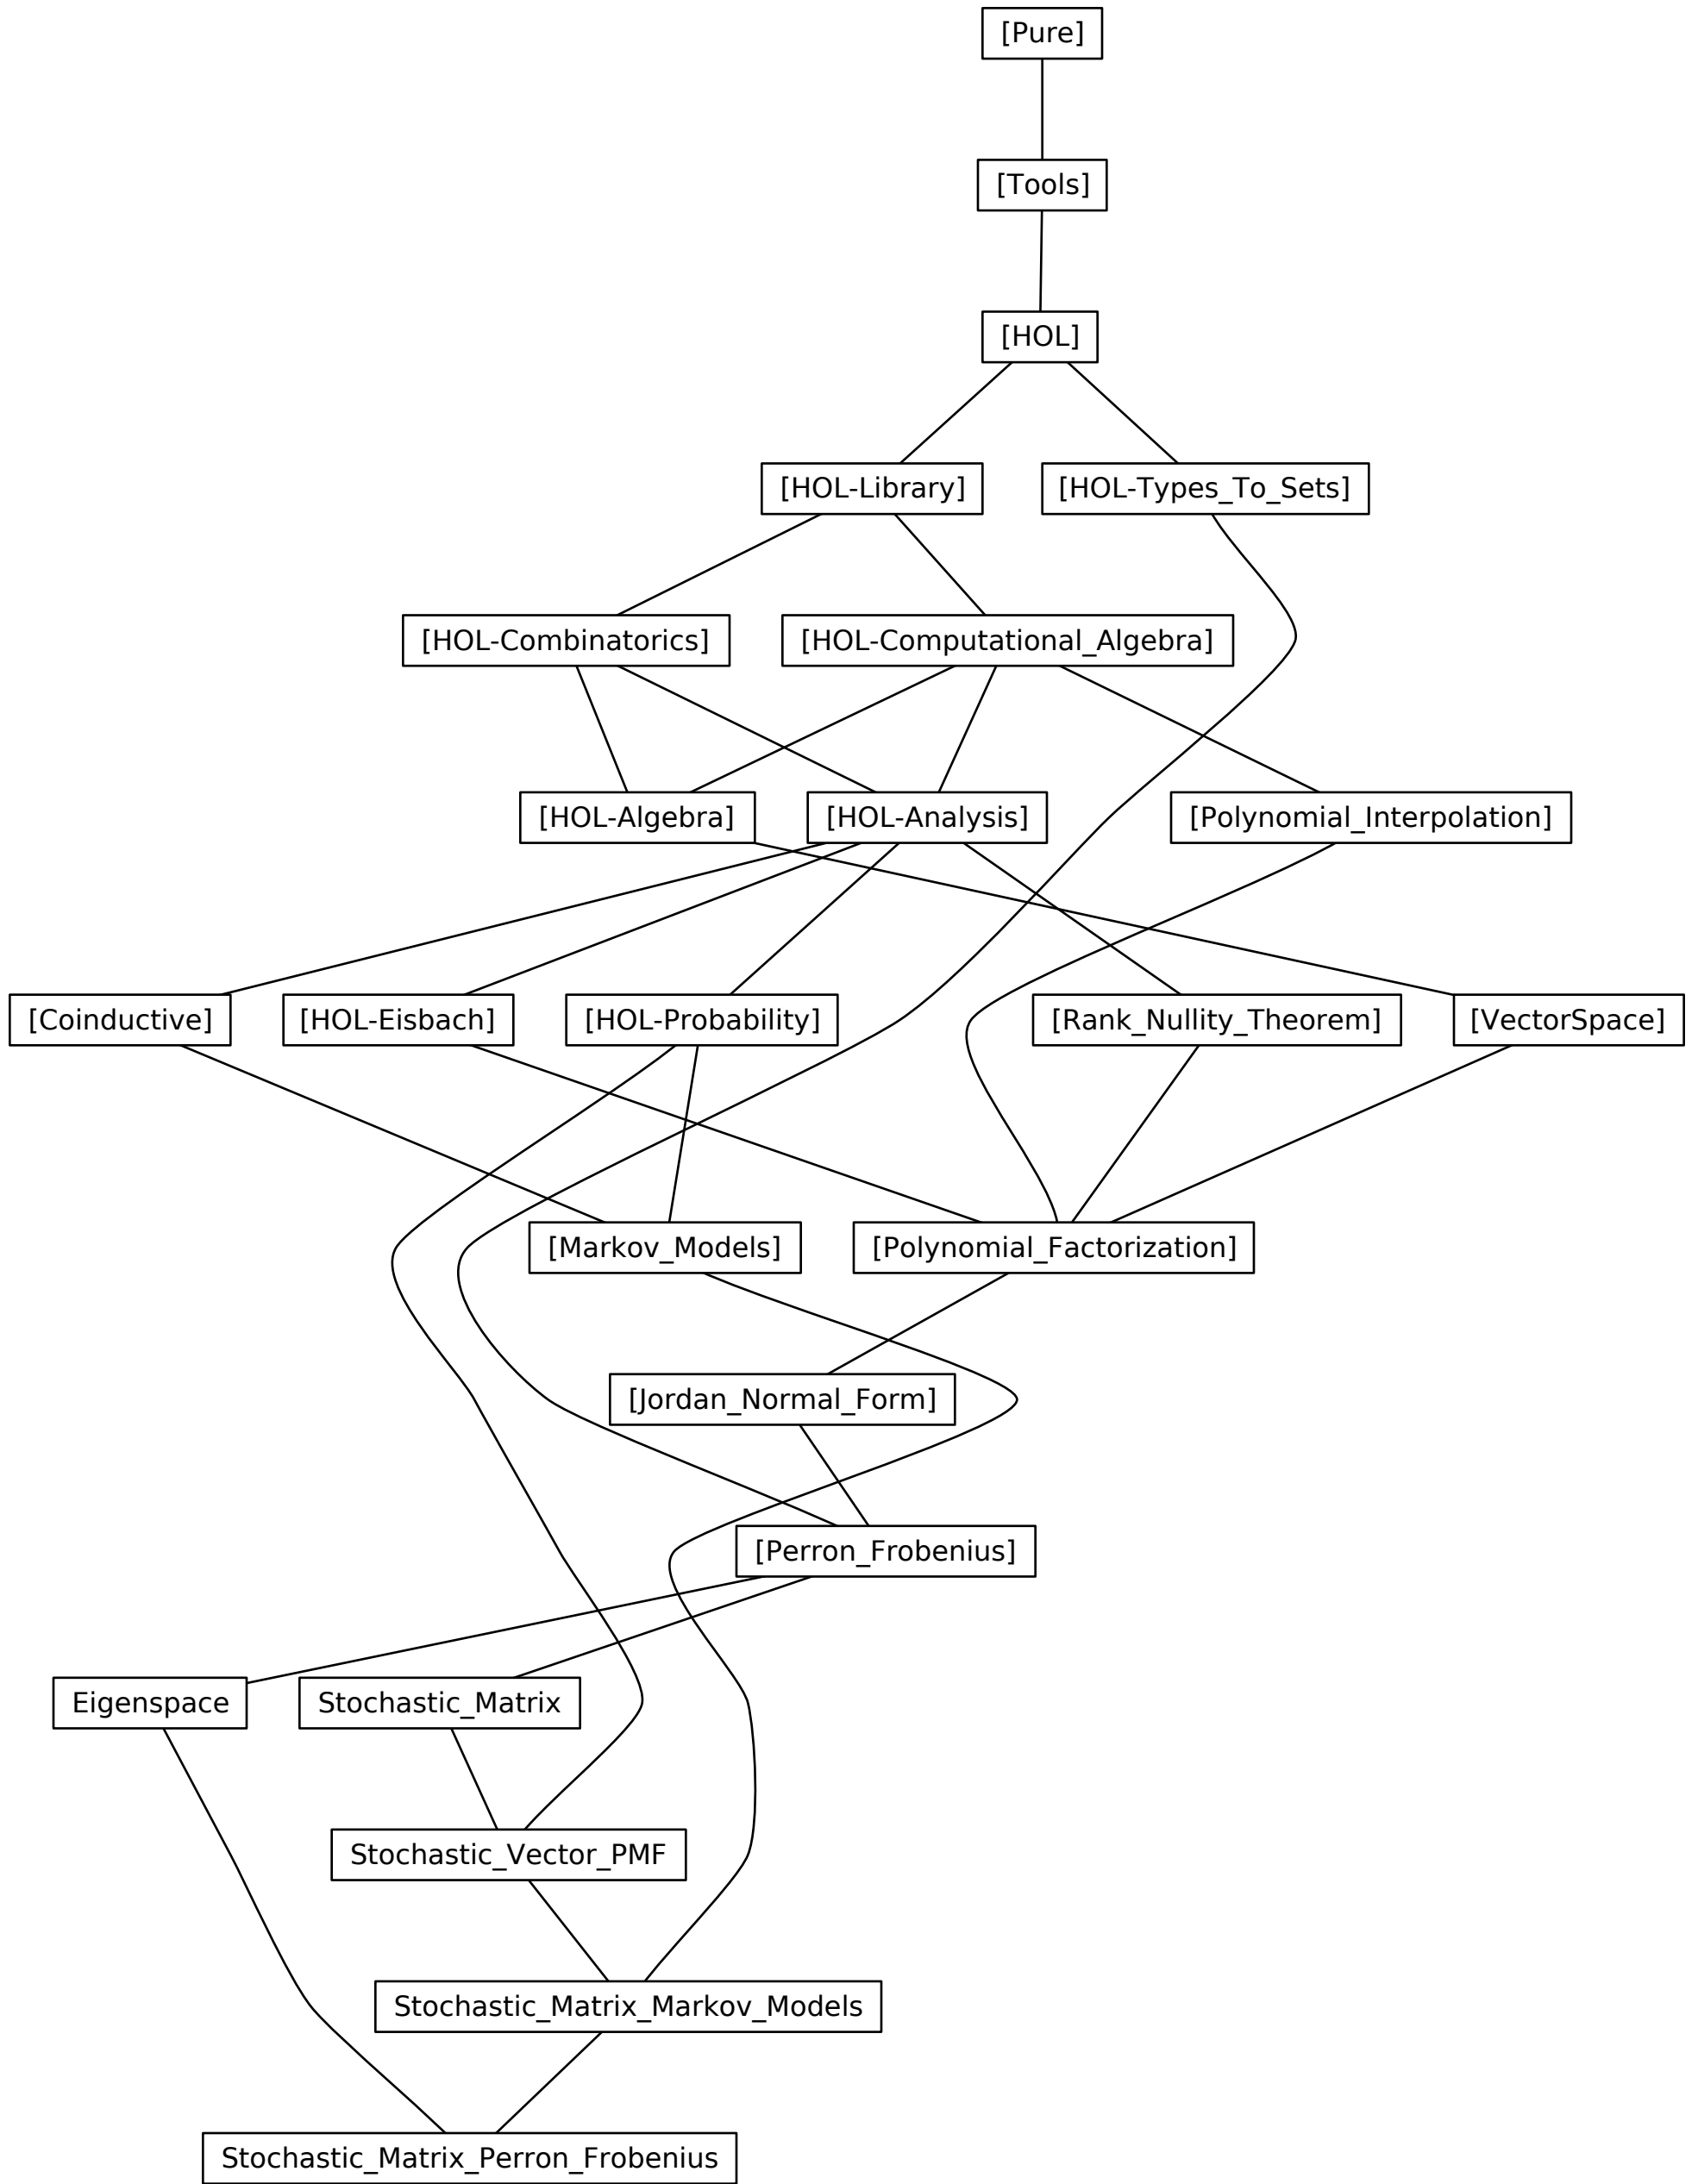 [Pure]
[Tools]
[HOL]
[HOL-Library]
[HOL-Types_To_Sets]
[HOL-Combinatorics]
[HOL-Computational_Algebra]
[HOL-Algebra]
[HOL-Analysis]
[Polynomial_Interpolation]
[Coinductive]
[HOL-Eisbach]
[HOL-Probability]
[Rank_Nullity_Theorem]
[VectorSpace]
[Markov_Models]
[Polynomial_Factorization]
[Jordan_Normal_Form]
[Perron_Frobenius]
Eigenspace
Stochastic_Matrix
Stochastic_Vector_PMF
Stochastic_Matrix_Markov_Models
Stochastic_Matrix_Perron_Frobenius